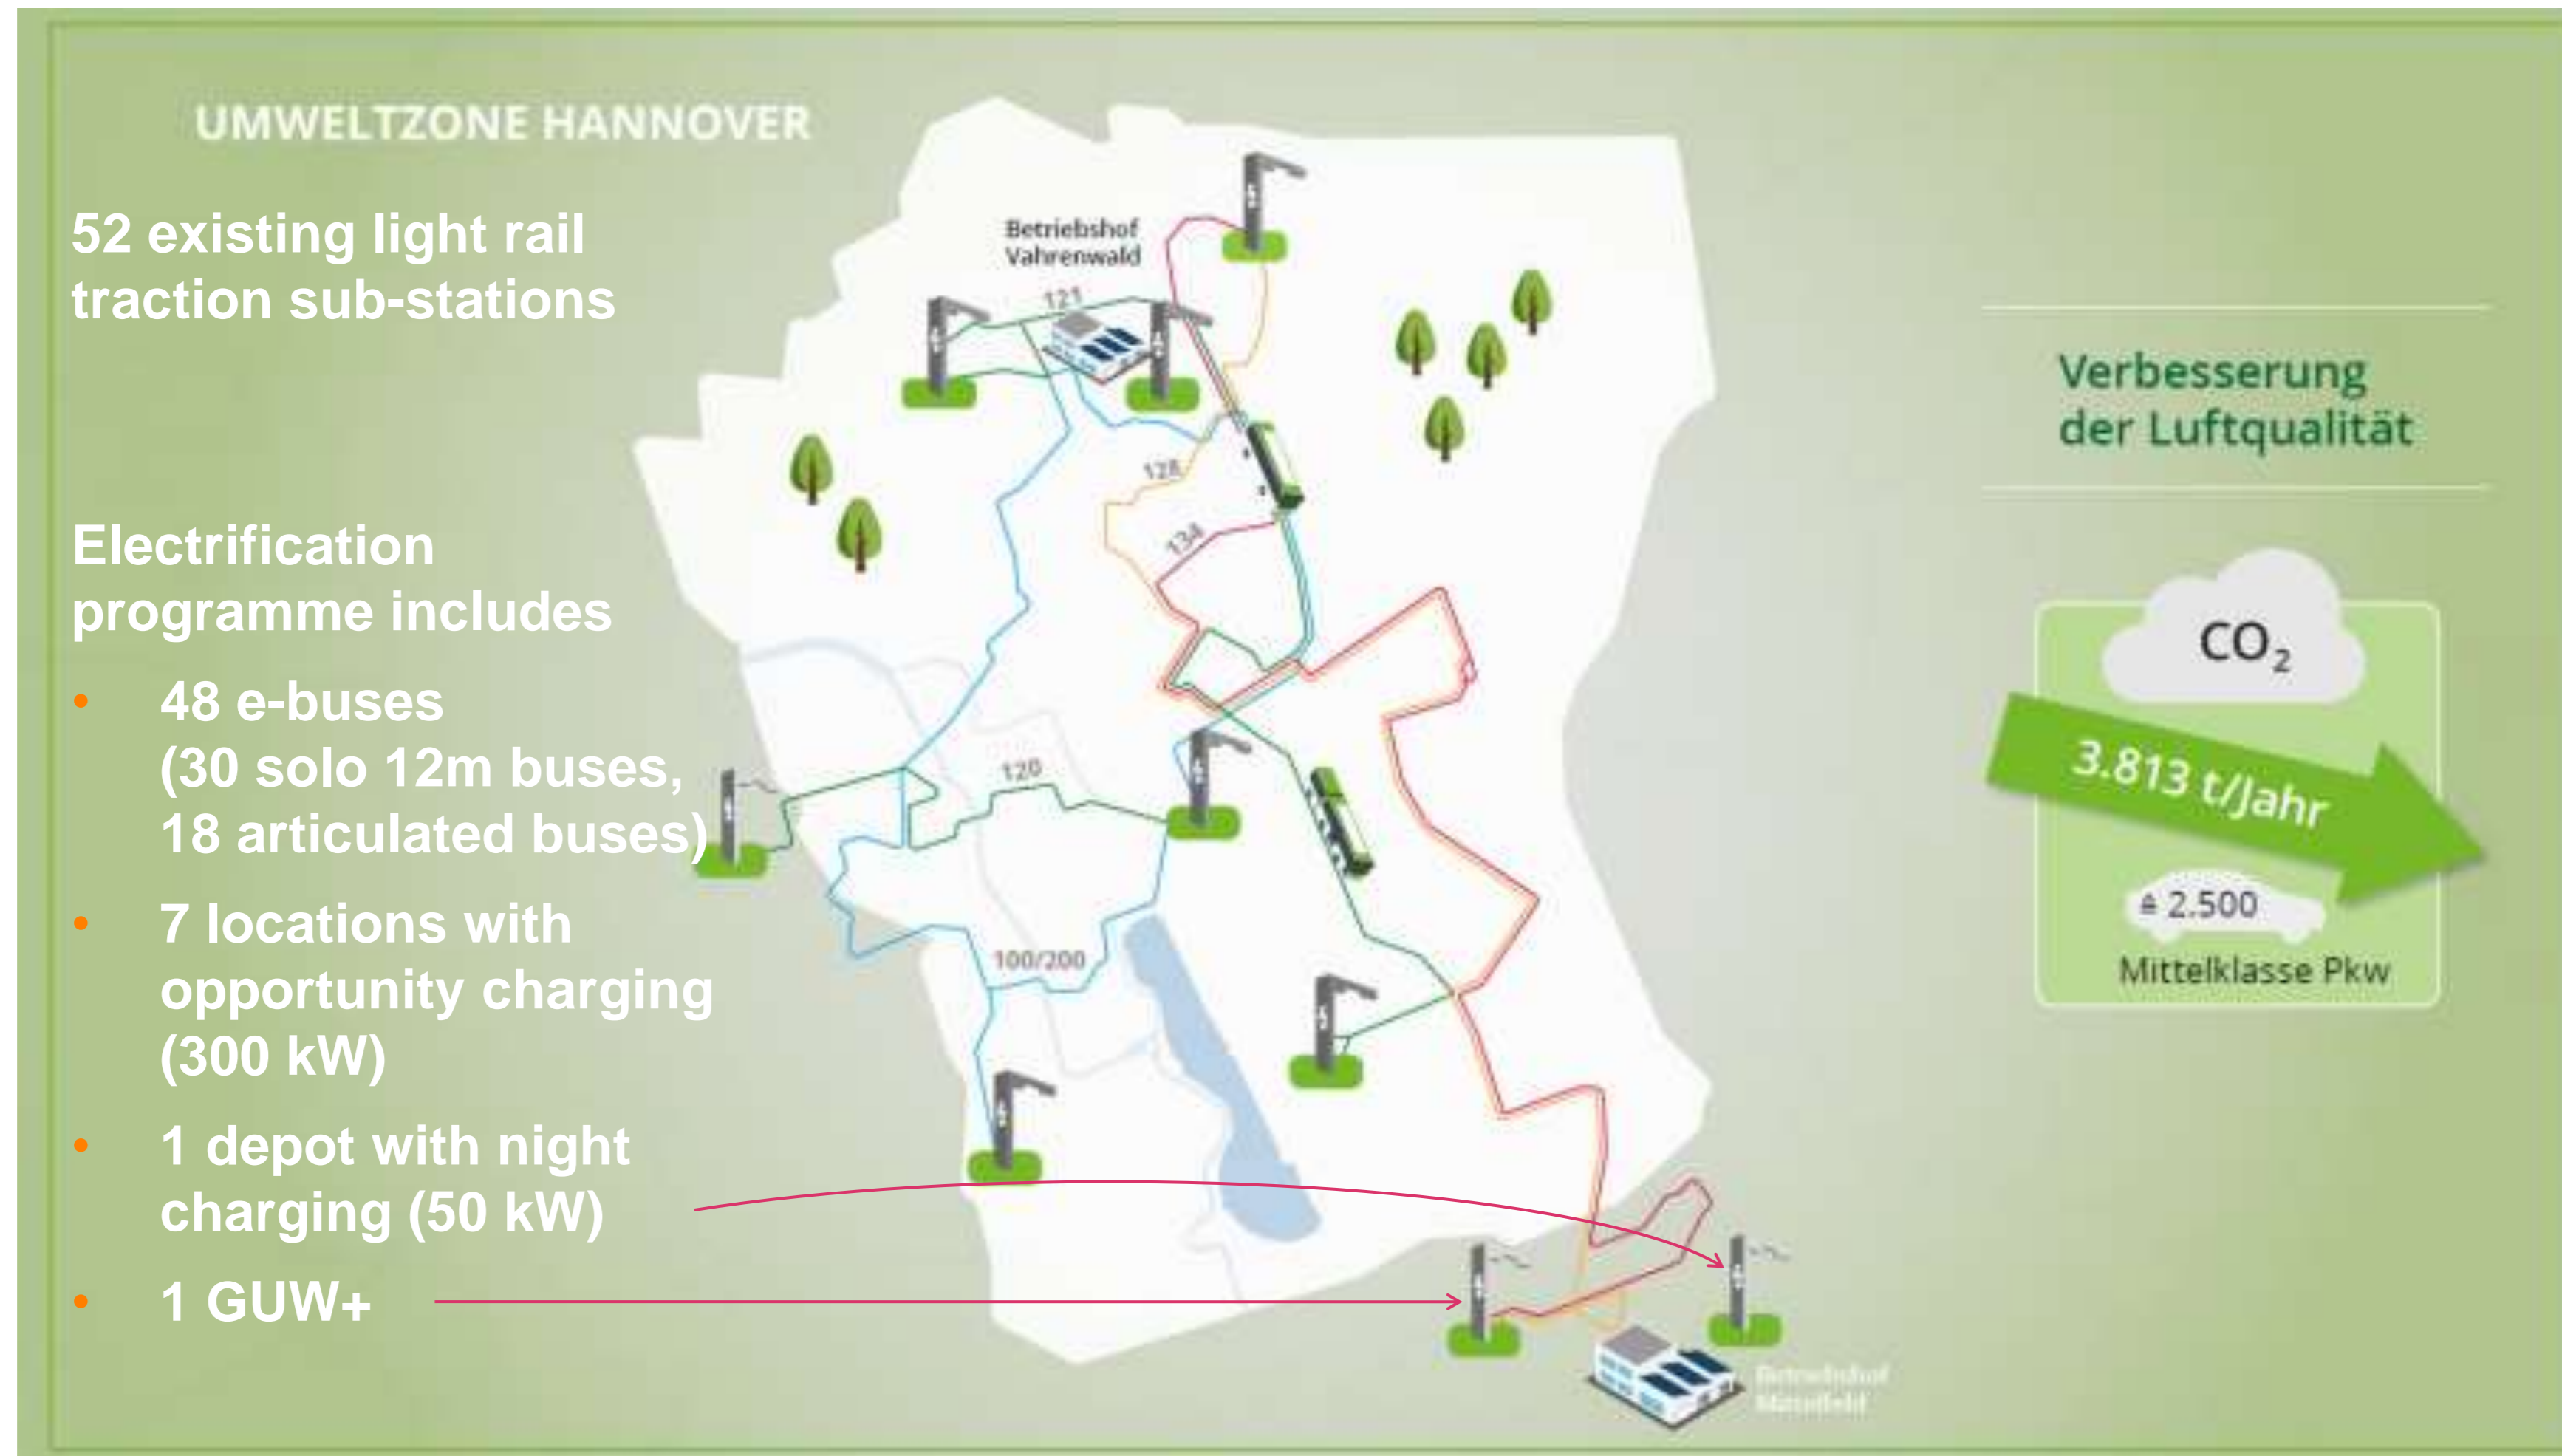 UMWELTZONE HANNOVER
52 existing light rail
traction sub-stations
Electrification
programme includes
• 48 e-buses
(30 solo 12m buses,
18 articulated buses)
• 7 locations with
opportunity charging
(300 kW)
• 1 depot with night
charging (50 kW)
• 1 GUW+
Betriebshof
Vahrenwald
121
128
134
120
100/200
Betriebshof
Verbesserung
der Luftqualität
CO₂
3.813 t/Jahr
≙ 2.500
Mittelklasse Pkw